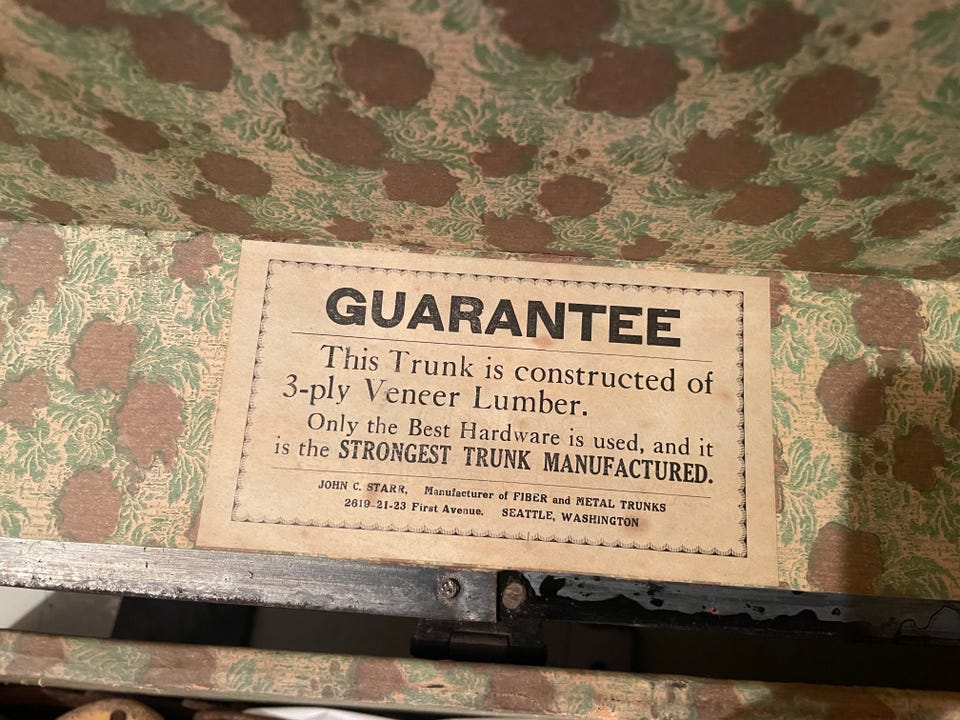 GUARANTEE
This Trunk is constructed of
3-ply Veneer Lumber.
Only the Best Hardware is used, and it
is the STRONGEST TRUNK MANUFACTURED.
JOHN C. STARR, Manufacturer of FIBER and METAL TRUNKS
2619-21-23 First Avenue. SEATTLE, WASHINGTON